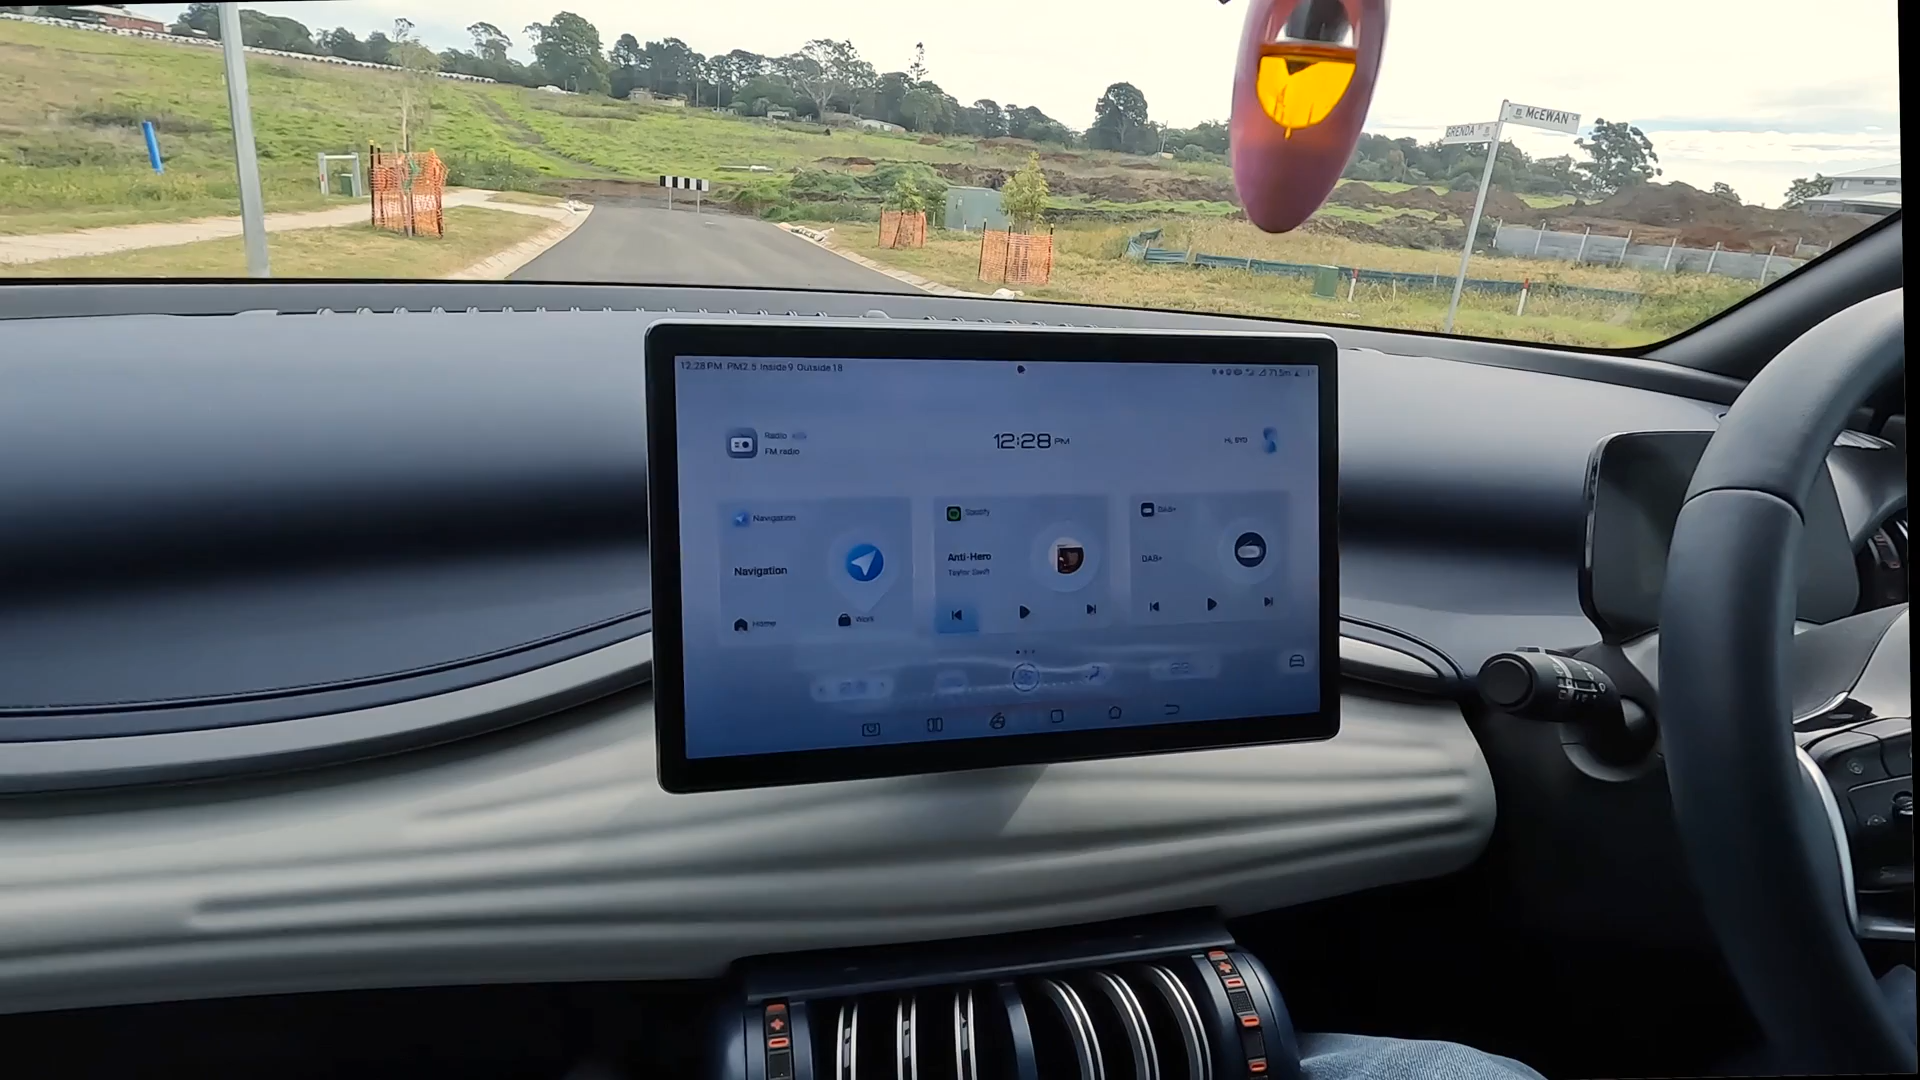 McEWAN
GRENDA
12:28 PM PM2.5 Inside 9 Outside 18
Radio
FM radio
12:28 PM
Hi, BYD
Navigation
Navigation
Home
Work
Spotify
Anti-Hero
Taylor Swift
DAB+
DAB+